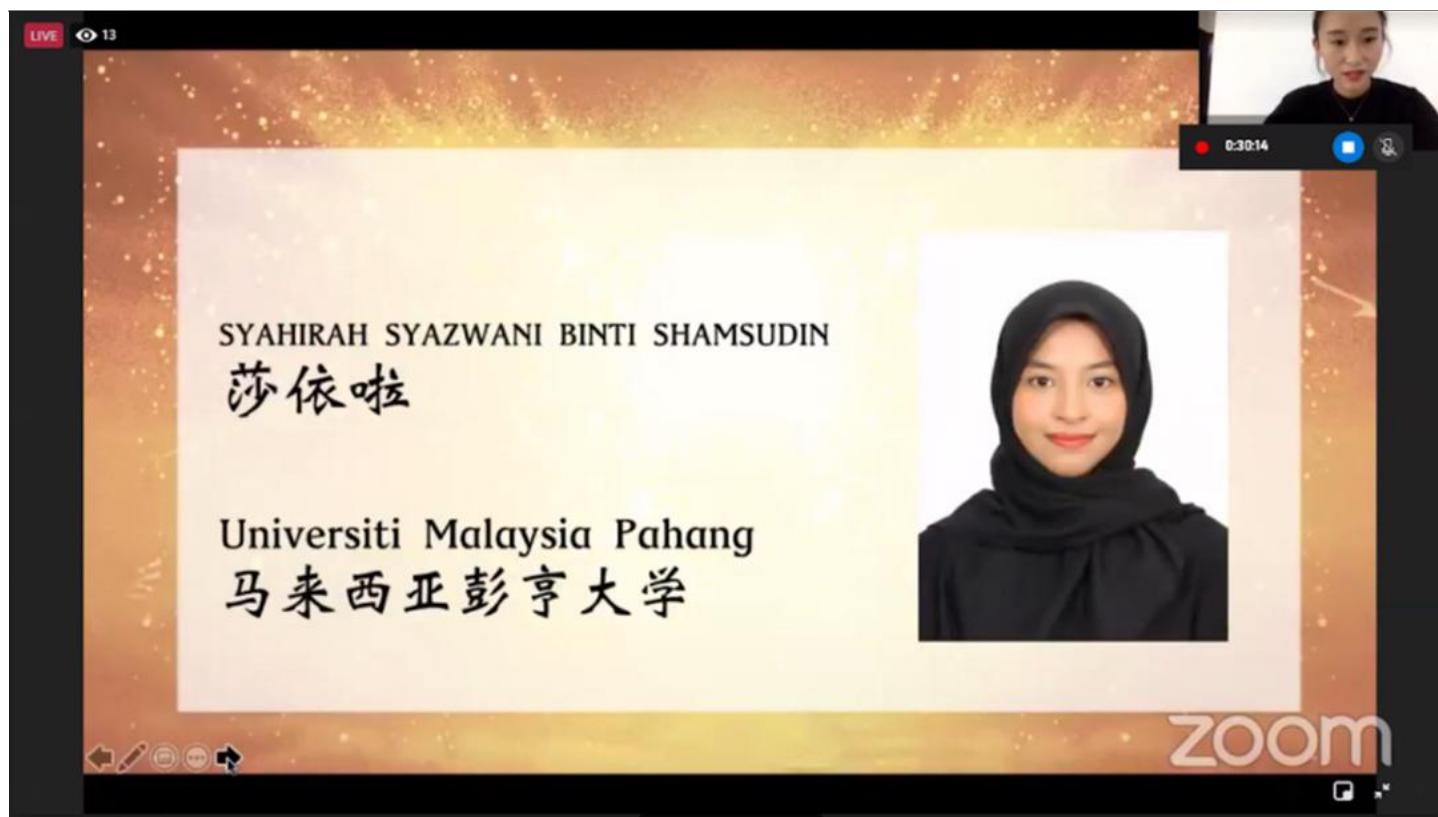 LIVE 13
0:30:14
SYAHIRAH SYAZWANI BINTI SHAMSUDIN
莎依啦
Universiti Malaysia Pahang
马来西亚彭亨大学
zoom